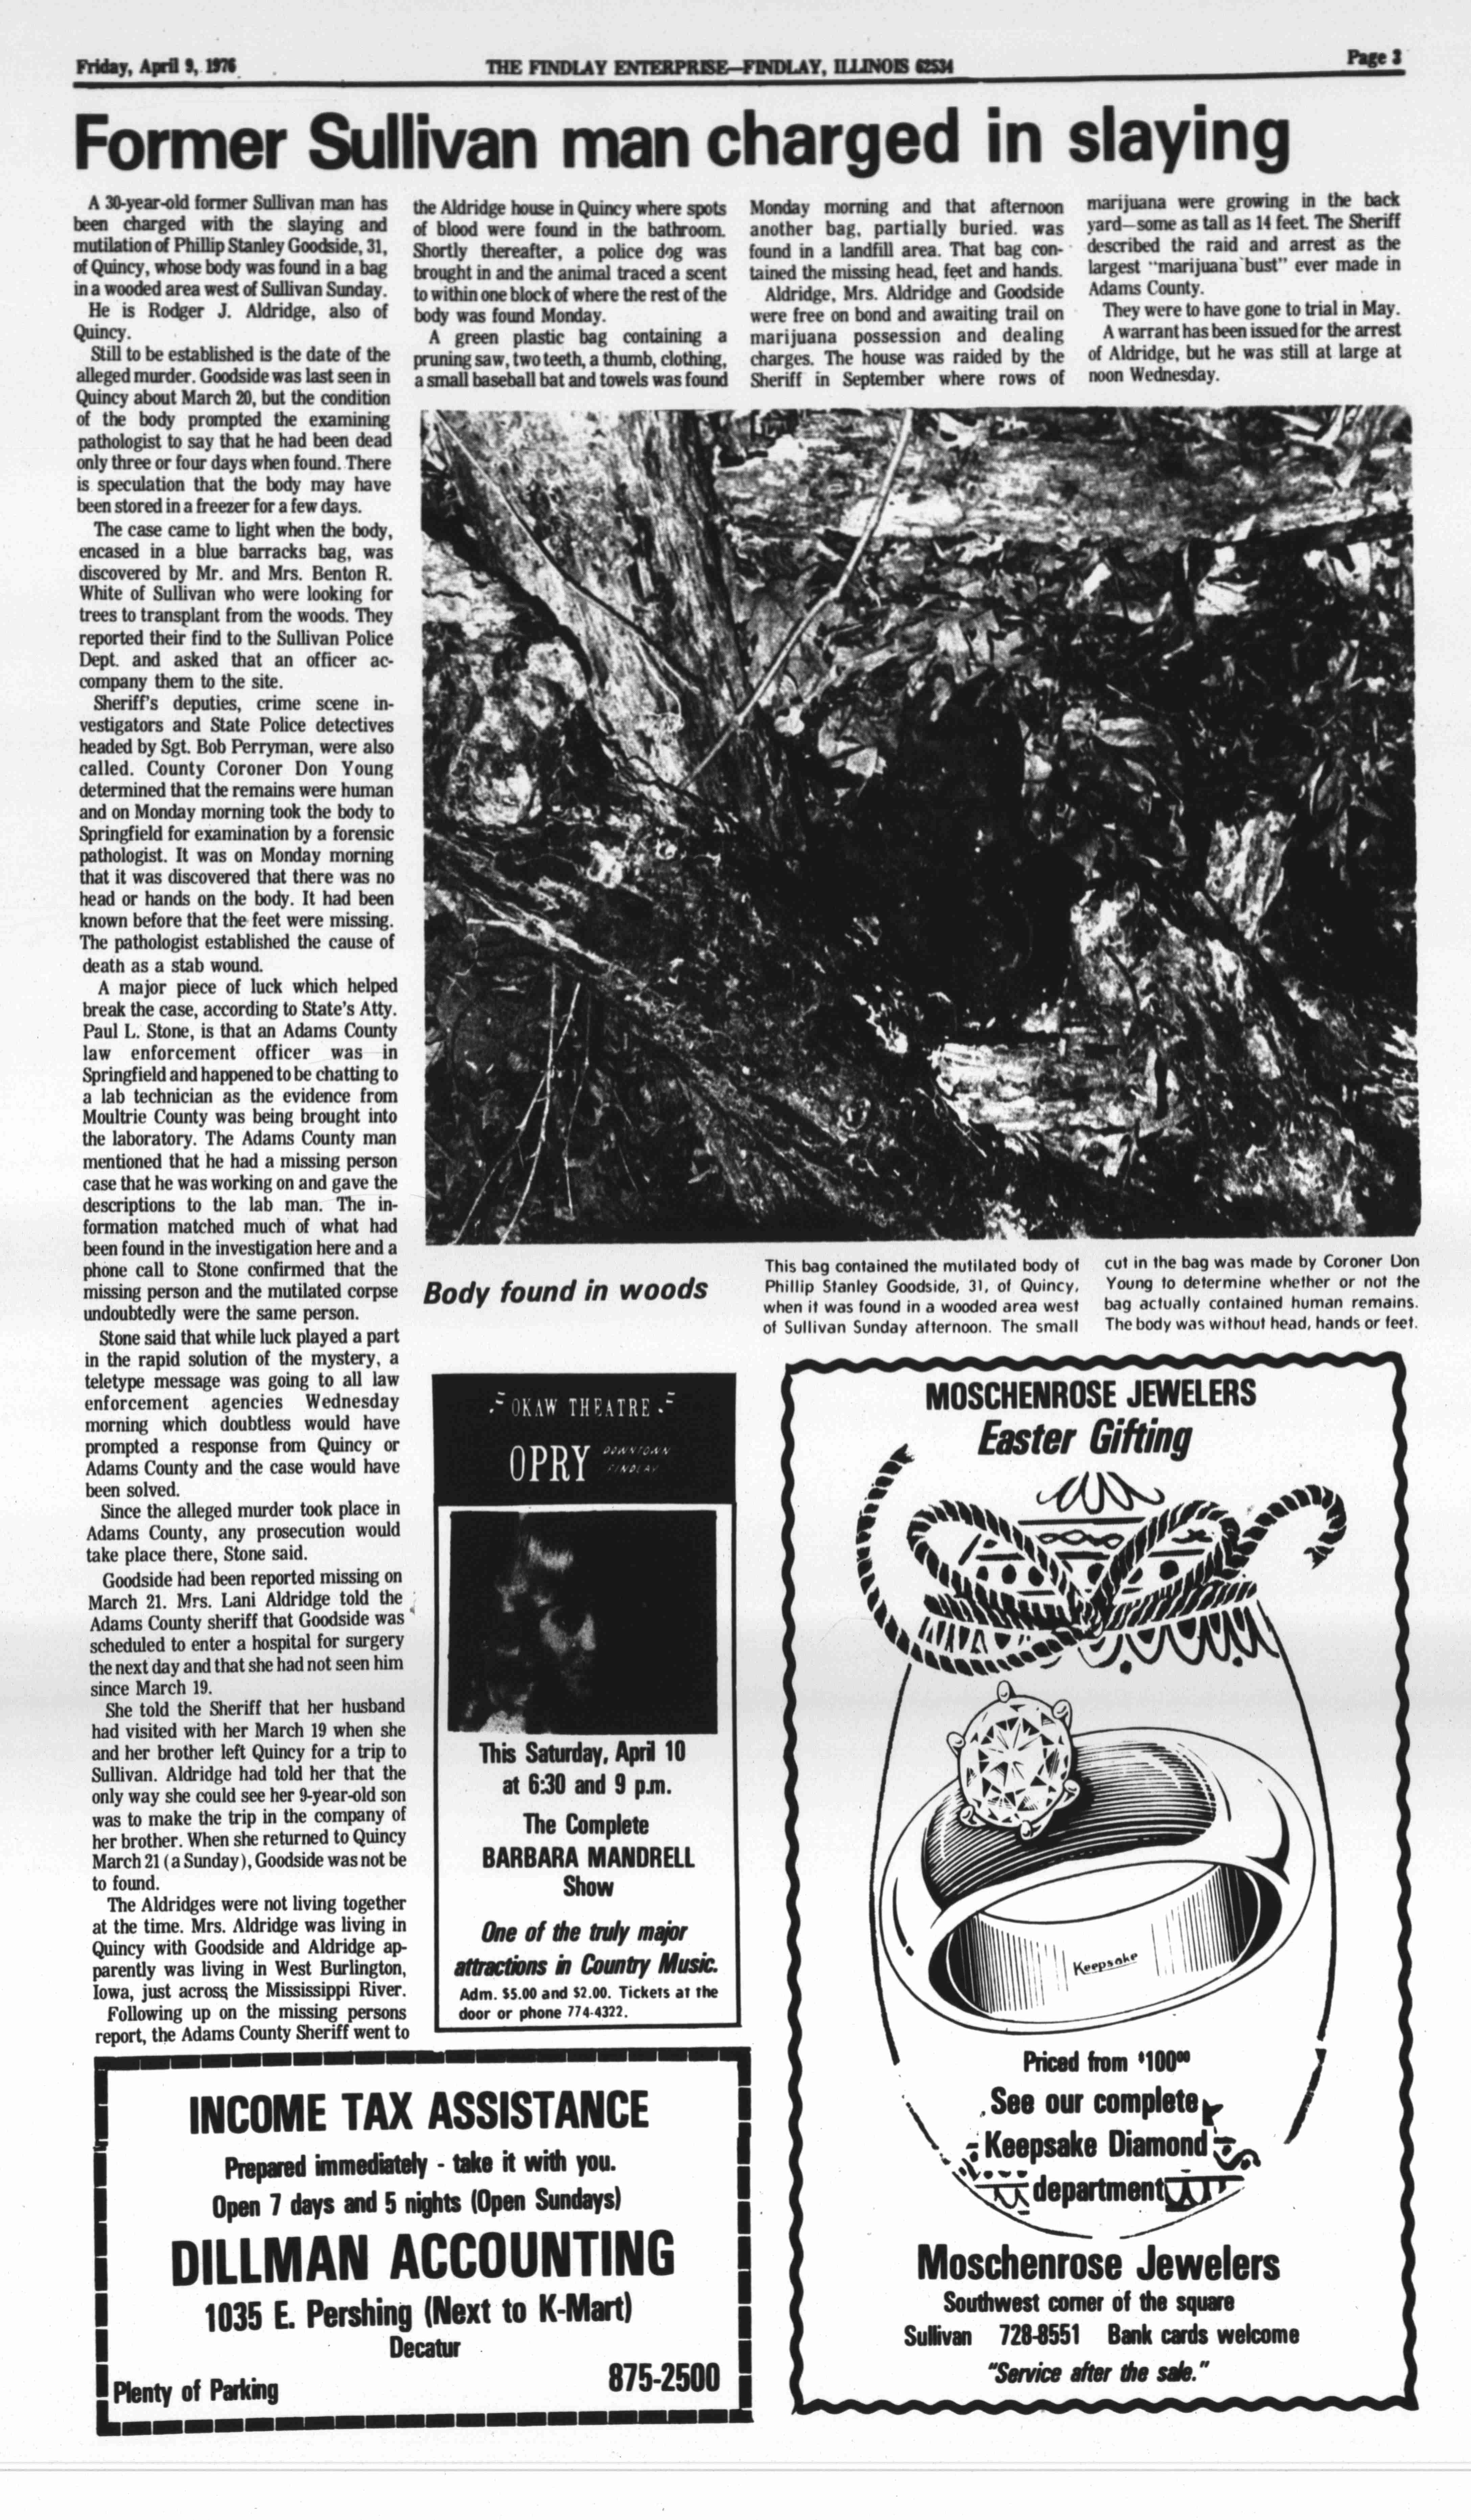 Friday, April 9, 1976
THE FINDLAY ENTERPRISE—FINDLAY, ILLINOIS 62534
Page 3
Former Sullivan man charged in slaying
A 30-year-old former Sullivan man has
been charged with the slaying and
mutilation of Phillip Stanley Goodside, 31,
of Quincy, whose body was found in a bag
in a wooded area west of Sullivan Sunday.
He is Rodger J. Aldridge, also of
Quincy.
Still to be established is the date of the
alleged murder. Goodside was last seen in
Quincy about March 20, but the condition
of the body prompted the examining
pathologist to say that he had been dead
only three or four days when found. There
is speculation that the body may have
been stored in a freezer for a few days.
The case came to light when the body,
encased in a blue barracks bag, was
discovered by Mr. and Mrs. Benton R.
White of Sullivan who were looking for
trees to transplant from the woods. They
reported their find to the Sullivan Police
Dept. and asked that an officer ac-
company them to the site.
Sheriff's deputies, crime scene in-
vestigators and State Police detectives
headed by Sgt. Bob Perryman, were also
called. County Coroner Don Young
determined that the remains were human
and on Monday morning took the body to
Springfield for examination by a forensic
pathologist. It was on Monday morning
that it was discovered that there was no
head or hands on the body. It had been
known before that the feet were missing.
The pathologist established the cause of
death as a stab wound.
A major piece of luck which helped
break the case, according to State's Atty.
Paul L. Stone, is that an Adams County
law enforcement officer was in
Springfield and happened to be chatting to
a lab technician as the evidence from
Moultrie County was being brought into
the laboratory. The Adams County man
mentioned that he had a missing person
case that he was working on and gave the
descriptions to the lab man. The in-
formation matched much of what had
been found in the investigation here and a
phone call to Stone confirmed that the
missing person and the mutilated corpse
undoubtedly were the same person.
Stone said that while luck played a part
in the rapid solution of the mystery, a
teletype message was going to all law
enforcement agencies Wednesday
morning which doubtless would have
prompted a response from Quincy or
Adams County and the case would have
been solved.
Since the alleged murder took place in
Adams County, any prosecution would
take place there, Stone said.
Goodside had been reported missing on
March 21. Mrs. Lani Aldridge told the
Adams County sheriff that Goodside was
scheduled to enter a hospital for surgery
the next day and that she had not seen him
since March 19.
She told the Sheriff that her husband
had visited with her March 19 when she
and her brother left Quincy for a trip to
Sullivan. Aldridge had told her that the
only way she could see her 9-year-old son
was to make the trip in the company of
her brother. When she returned to Quincy
March 21 (a Sunday), Goodside was not be
to found.
The Aldridges were not living together
at the time. Mrs. Aldridge was living in
Quincy with Goodside and Aldridge ap-
parently was living in West Burlington,
Iowa, just across the Mississippi River.
Following up on the missing persons
report, the Adams County Sheriff went to
the Aldridge house in Quincy where spots
of blood were found in the bathroom.
Shortly thereafter, a police dog was
brought in and the animal traced a scent
to within one block of where the rest of the
body was found Monday.
A green plastic bag containing a
pruning saw, two teeth, a thumb, clothing,
a small baseball bat and towels was found
Monday morning and that afternoon
another bag, partially buried. was
found in a landfill area. That bag con-
tained the missing head, feet and hands.
Aldridge, Mrs. Aldridge and Goodside
were free on bond and awaiting trail on
marijuana possession and dealing
charges. The house was raided by the
Sheriff in September where rows of
marijuana were growing in the back
yard—some as tall as 14 feet. The Sheriff
described the raid and arrest as the
largest "marijuana bust" ever made in
Adams County.
They were to have gone to trial in May.
A warrant has been issued for the arrest
of Aldridge, but he was still at large at
noon Wednesday.
Body found in woods
This bag contained the mutilated body of
Phillip Stanley Goodside, 31, of Quincy,
when it was found in a wooded area west
of Sullivan Sunday afternoon. The small
cut in the bag was made by Coroner Don
Young to determine whether or not the
bag actually contained human remains.
The body was without head, hands or feet.
OKAW THEATRE
OPRY DOWNTOWN
FINDLAY
This Saturday, April 10
at 6:30 and 9 p.m.
The Complete
BARBARA MANDRELL
Show
One of the truly major
attractions in Country Music.
Adm. $5.00 and $2.00. Tickets at the
door or phone 774-4322.
MOSCHENROSE JEWELERS
Easter Gifting
Keepsake
Priced from $100⁰⁰
See our complete
Keepsake Diamond
department
Moschenrose Jewelers
Southwest corner of the square
Sullivan 728-8551 Bank cards welcome
"Service after the sale."
INCOME TAX ASSISTANCE
Prepared immediately - take it with you.
Open 7 days and 5 nights (Open Sundays)
DILLMAN ACCOUNTING
1035 E. Pershing (Next to K-Mart)
Decatur
Plenty of Parking
875-2500